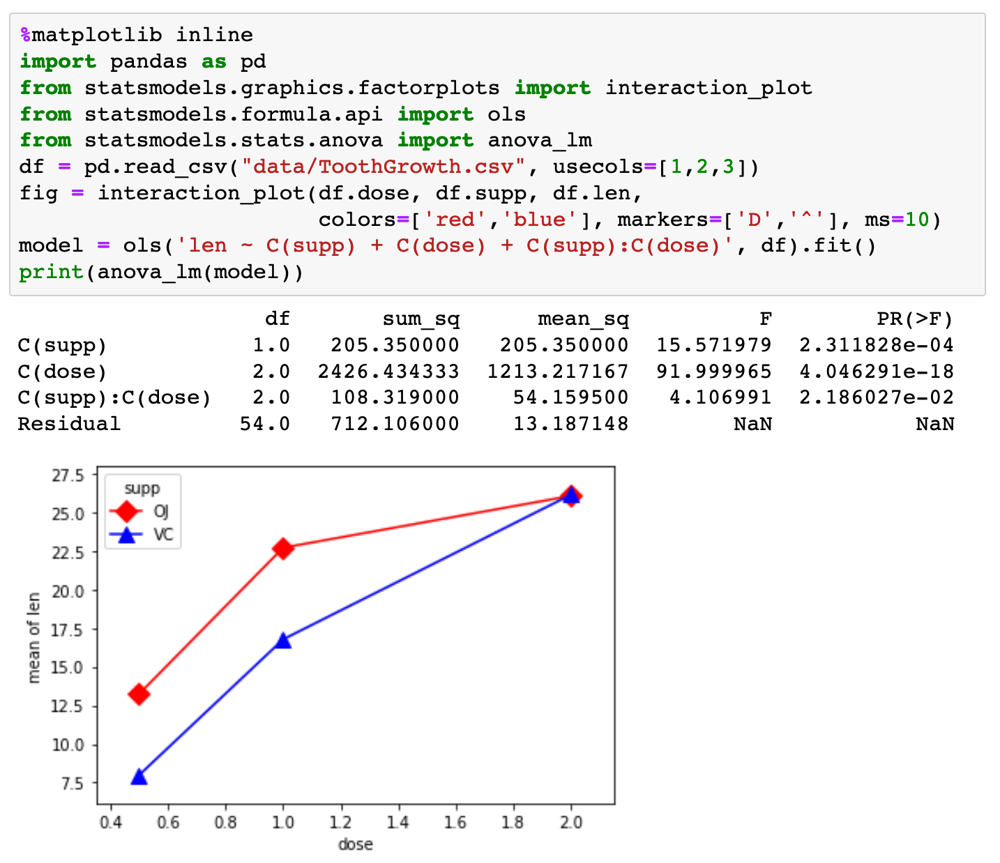 %matplotlib inline
import pandas as pd
from statsmodels.graphics.factorplots import interaction_plot
from statsmodels.formula.api import ols
from statsmodels.stats.anova import anova_lm
df = pd.read_csv("data/ToothGrowth.csv", usecols=[1,2,3])
fig = interaction_plot(df.dose, df.supp, df.len,
                       colors=['red','blue'], markers=['D','^'], ms=10)
model = ols('len ~ C(supp) + C(dose) + C(supp):C(dose)', df).fit()
print(anova_lm(model))
                   df       sum_sq      mean_sq          F        PR(>F)
C(supp)           1.0   205.350000   205.350000  15.571979  2.311828e-04
C(dose)           2.0  2426.434333  1213.217167  91.999965  4.046291e-18
C(supp):C(dose)   2.0   108.319000    54.159500   4.106991  2.186027e-02
Residual         54.0   712.106000    13.187148        NaN           NaN
supp
OJ
VC
mean of len
27.5
25.0
22.5
20.0
17.5
15.0
12.5
10.0
7.5
0.4 0.6 0.8 1.0 1.2 1.4 1.6 1.8 2.0
dose